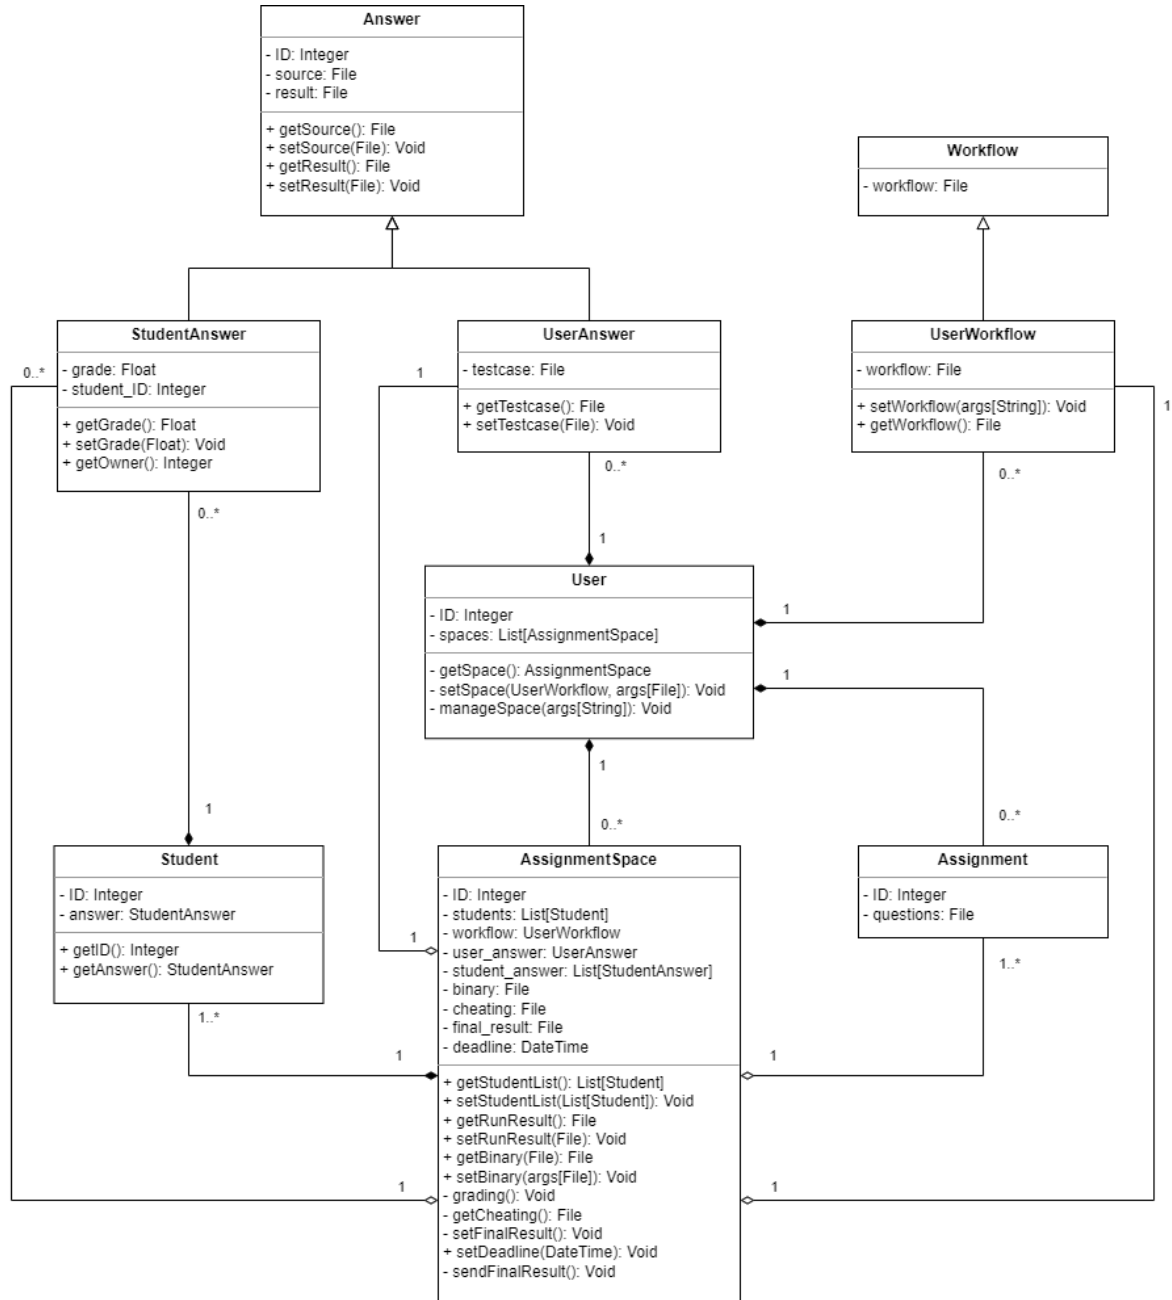 Answer
- ID: Integer
- source: File
- result: File
+ getSource(): File
+ setSource(File): Void
+ getResult(): File
+ setResult(File): Void
Workflow
- workflow: File
StudentAnswer
- grade: Float
- student_ID: Integer
+ getGrade(): Float
+ setGrade(Float): Void
+ getOwner(): Integer
0..*
0..*
UserAnswer
- testcase: File
+ getTestcase(): File
+ setTestcase(File): Void
1
0..*
1
UserWorkflow
- workflow: File
+ setWorkflow(args[String]): Void
+ getWorkflow(): File
1
0..*
User
- ID: Integer
- spaces: List[AssignmentSpace]
- getSpace(): AssignmentSpace
- setSpace(UserWorkflow, args[File]): Void
- manageSpace(args[String]): Void
1
1
1
0..*
0..*
1
Student
- ID: Integer
- answer: StudentAnswer
+ getID(): Integer
+ getAnswer(): StudentAnswer
1..*
1
1
1
AssignmentSpace
- ID: Integer
- students: List[Student]
- workflow: UserWorkflow
- user_answer: UserAnswer
- student_answer: List[StudentAnswer]
- binary: File
- cheating: File
- final_result: File
- deadline: DateTime
+ getStudentList(): List[Student]
+ setStudentList(List[Student]): Void
+ getRunResult(): File
+ setRunResult(File): Void
+ getBinary(File): File
+ setBinary(args[File]): Void
- grading(): Void
- getCheating(): File
- setFinalResult(): Void
+ setDeadline(DateTime): Void
- sendFinalResult(): Void
Assignment
- ID: Integer
- questions: File
1..*
1
1